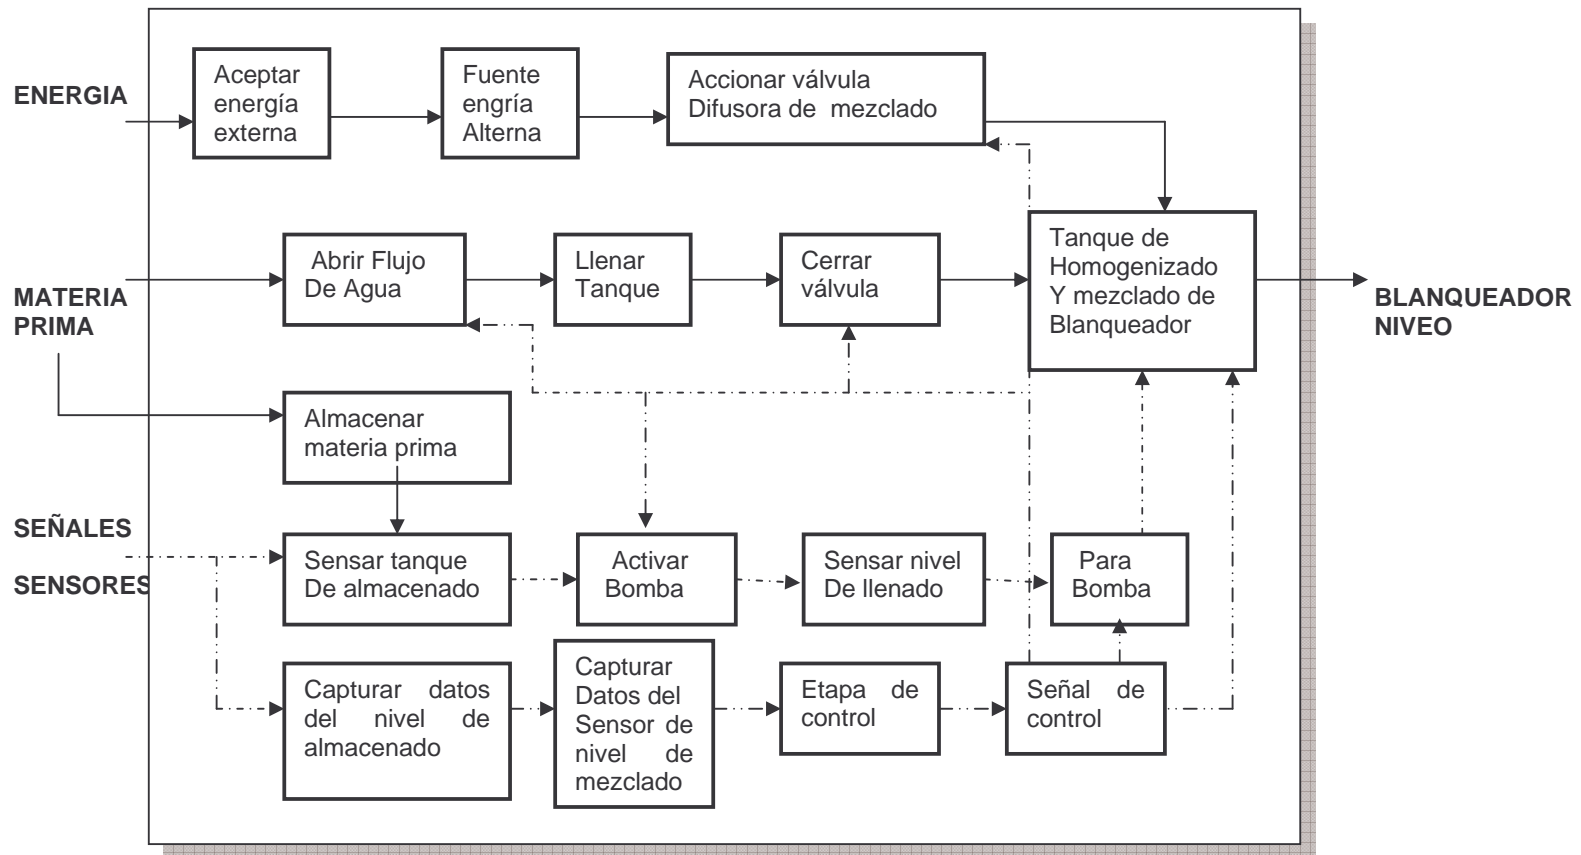 ENERGIA
Aceptar
energía
externa
Fuente
engría
Alterna
Accionar válvula
Difusora de mezclado
MATERIA
PRIMA
Abrir Flujo
De Agua
Llenar
Tanque
Cerrar
válvula
Tanque de
Homogenizado
Y mezclado de
Blanqueador
BLANQUEADOR
NIVEO
Almacenar
materia prima
SEÑALES
SENSORES
Sensar tanque
De almacenado
Activar
Bomba
Sensar nivel
De llenado
Para
Bomba
Capturar datos
del nivel de
almacenado
Capturar
Datos del
Sensor de
nivel de
mezclado
Etapa de
control
Señal de
control